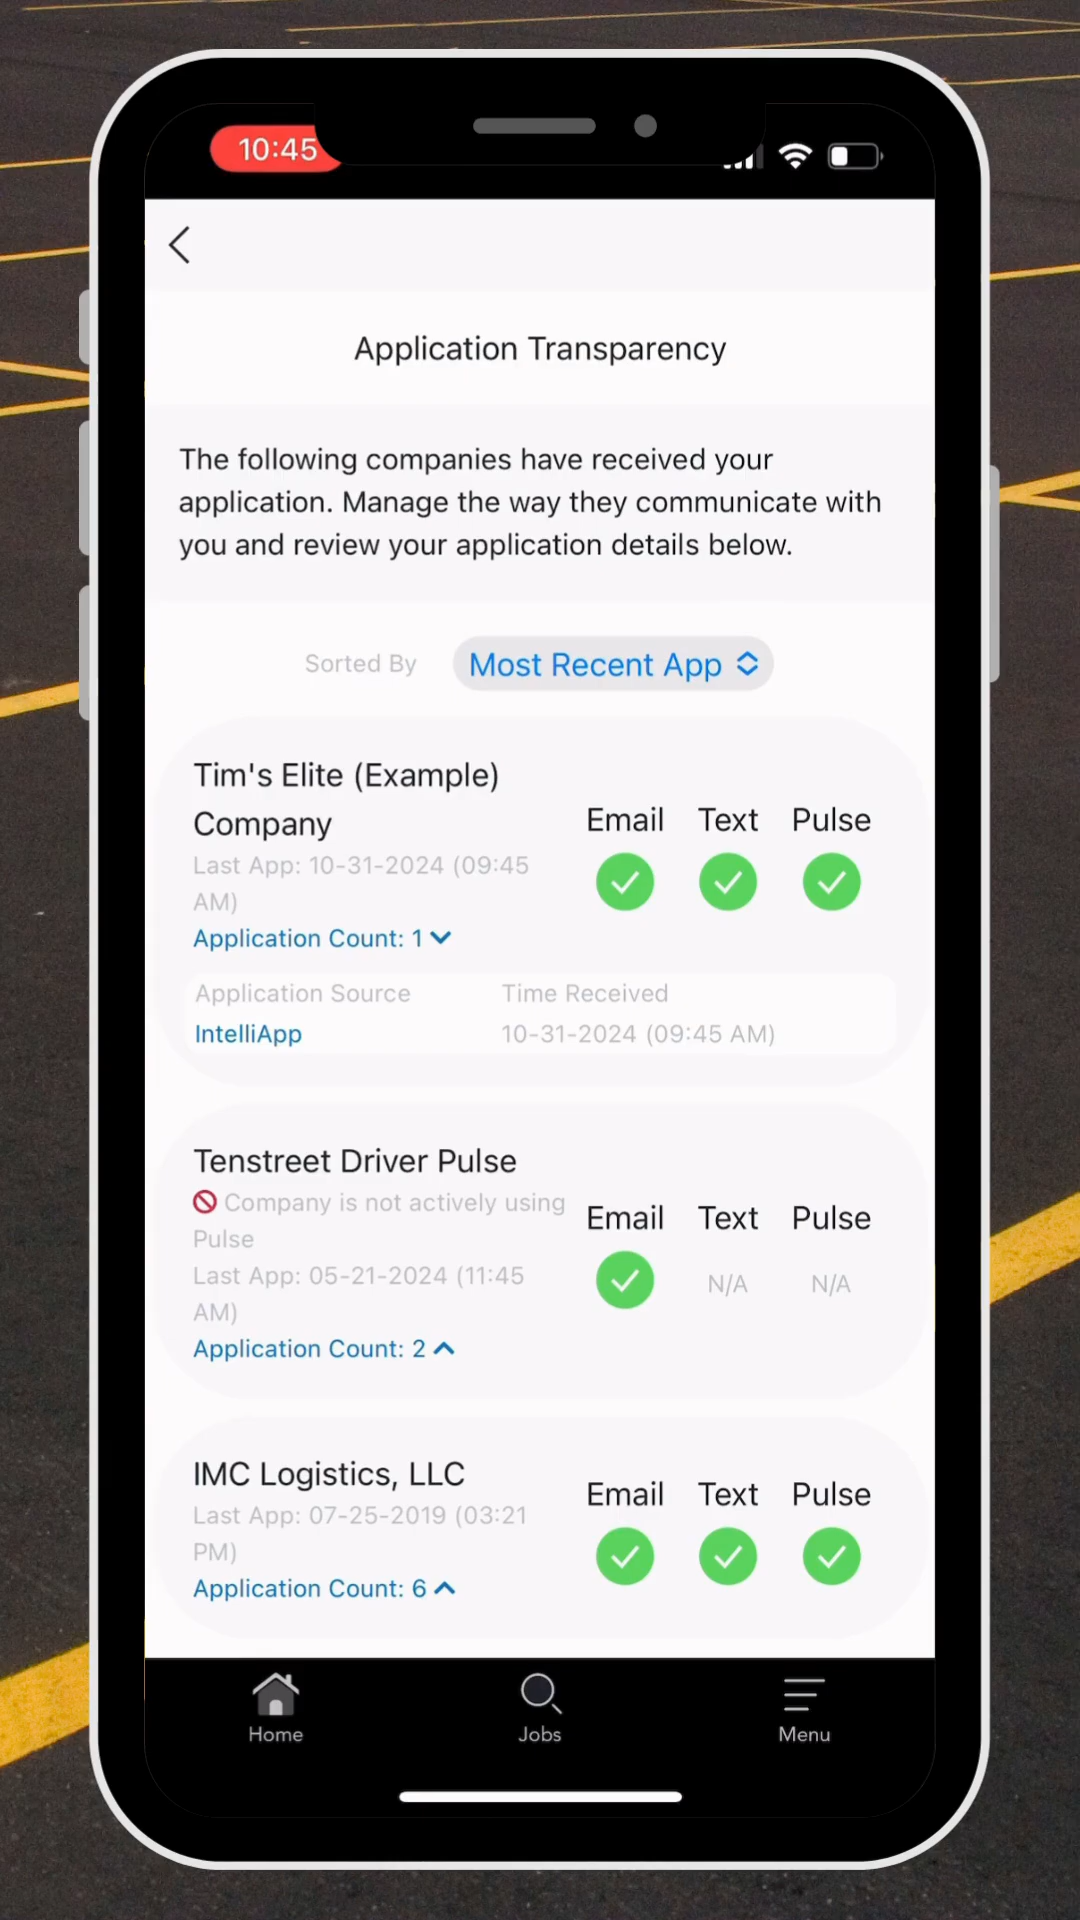 10:45
Application Transparency
The following companies have received your
application. Manage the way they communicate with
you and review your application details below.
Sorted By Most Recent App
Tim's Elite (Example)
Company
Last App: 10-31-2024 (09:45
AM)
Application Count: 1
Email Text Pulse
Application Source Time Received
IntelliApp 10-31-2024 (09:45 AM)
Tenstreet Driver Pulse
Company is not actively using
Pulse
Last App: 05-21-2024 (11:45
AM)
Application Count: 2
Email Text Pulse
N/A N/A
IMC Logistics, LLC
Last App: 07-25-2019 (03:21
PM)
Application Count: 6
Email Text Pulse
Home Jobs Menu